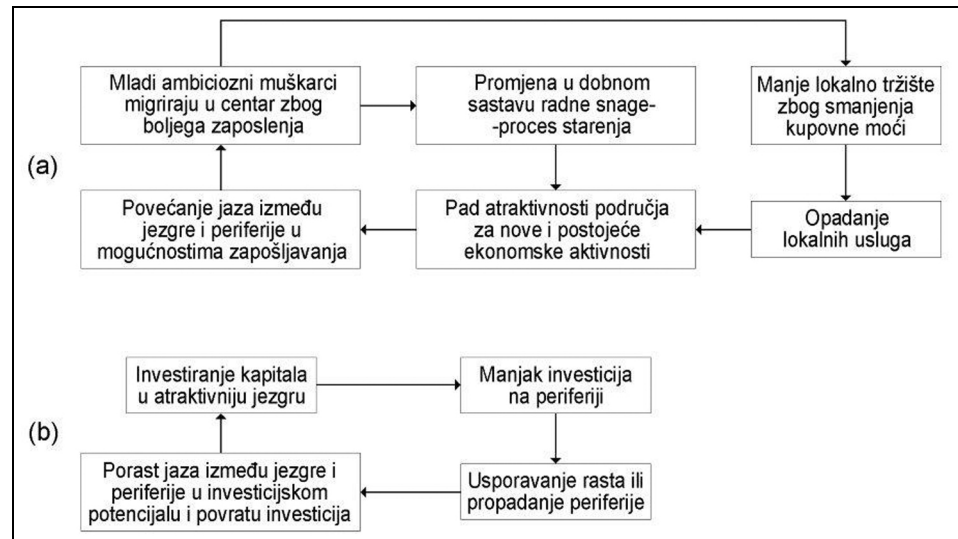 (a)
Mladi ambiciozni muškarci
migriraju u centar zbog
boljega zaposlenja
Promjena u dobnom
sastavu radne snage-
-proces starenja
Manje lokalno tržište
zbog smanjenja
kupovne moći
Povećanje jaza između
jezgre i periferije u
mogućnostima zapošljavanja
Pad atraktivnosti područja
za nove i postojeće
ekonomske aktivnosti
Opadanje
lokalnih usluga
(b)
Investiranje kapitala
u atraktivniju jezgru
Manjak investicija
na periferiji
Porast jaza između jezgre i
periferije u investicijskom
potencijalu i povratu investicija
Usporavanje rasta ili
propadanje periferije